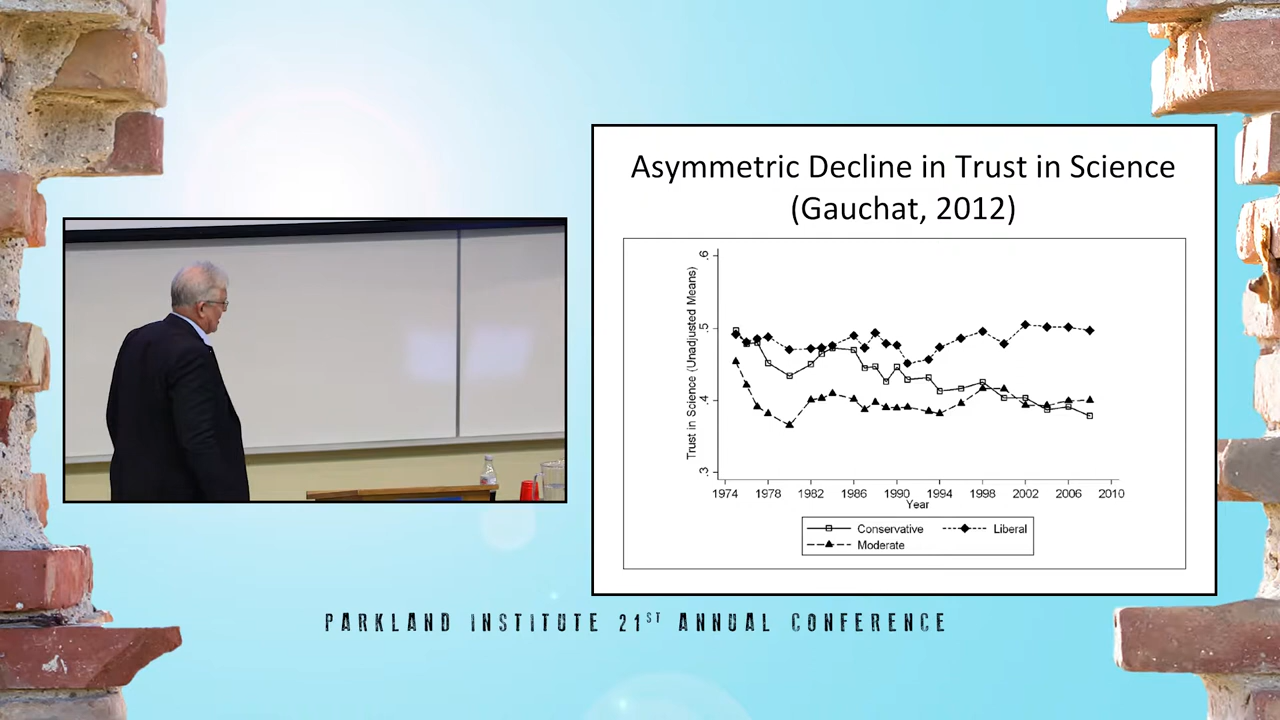 Asymmetric Decline in Trust in Science
(Gauchat, 2012)
Trust in Science (Unadjusted Means)
.6
.5
.4
.3
1974 1978 1982 1986 1990 1994 1998 2002 2006 2010
Year
Conservative Liberal
Moderate
PARKLAND INSTITUTE 21ST ANNUAL CONFERENCE